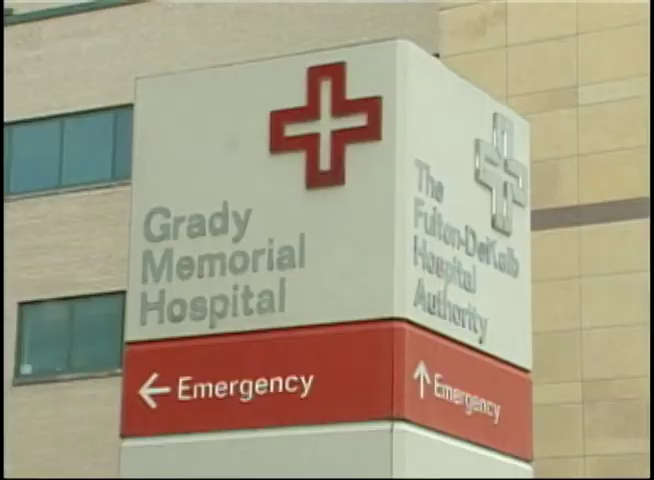 Grady
Memorial
Hospital
← Emergency
The
Fulton-DeKalb
Hospital
Authority
↑ Emergency